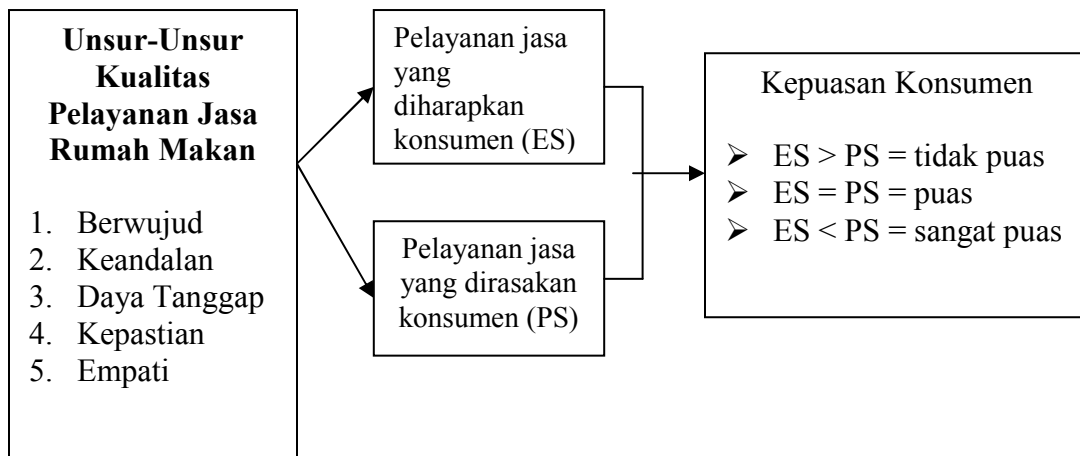 Unsur-Unsur
Kualitas
Pelayanan Jasa
Rumah Makan
1. Berwujud
2. Keandalan
3. Daya Tanggap
4. Kepastian
5. Empati
Pelayanan jasa
yang
diharapkan
konsumen (ES)
Pelayanan jasa
yang dirasakan
konsumen (PS)
Kepuasan Konsumen
➢ ES > PS = tidak puas
➢ ES = PS = puas
➢ ES < PS = sangat puas